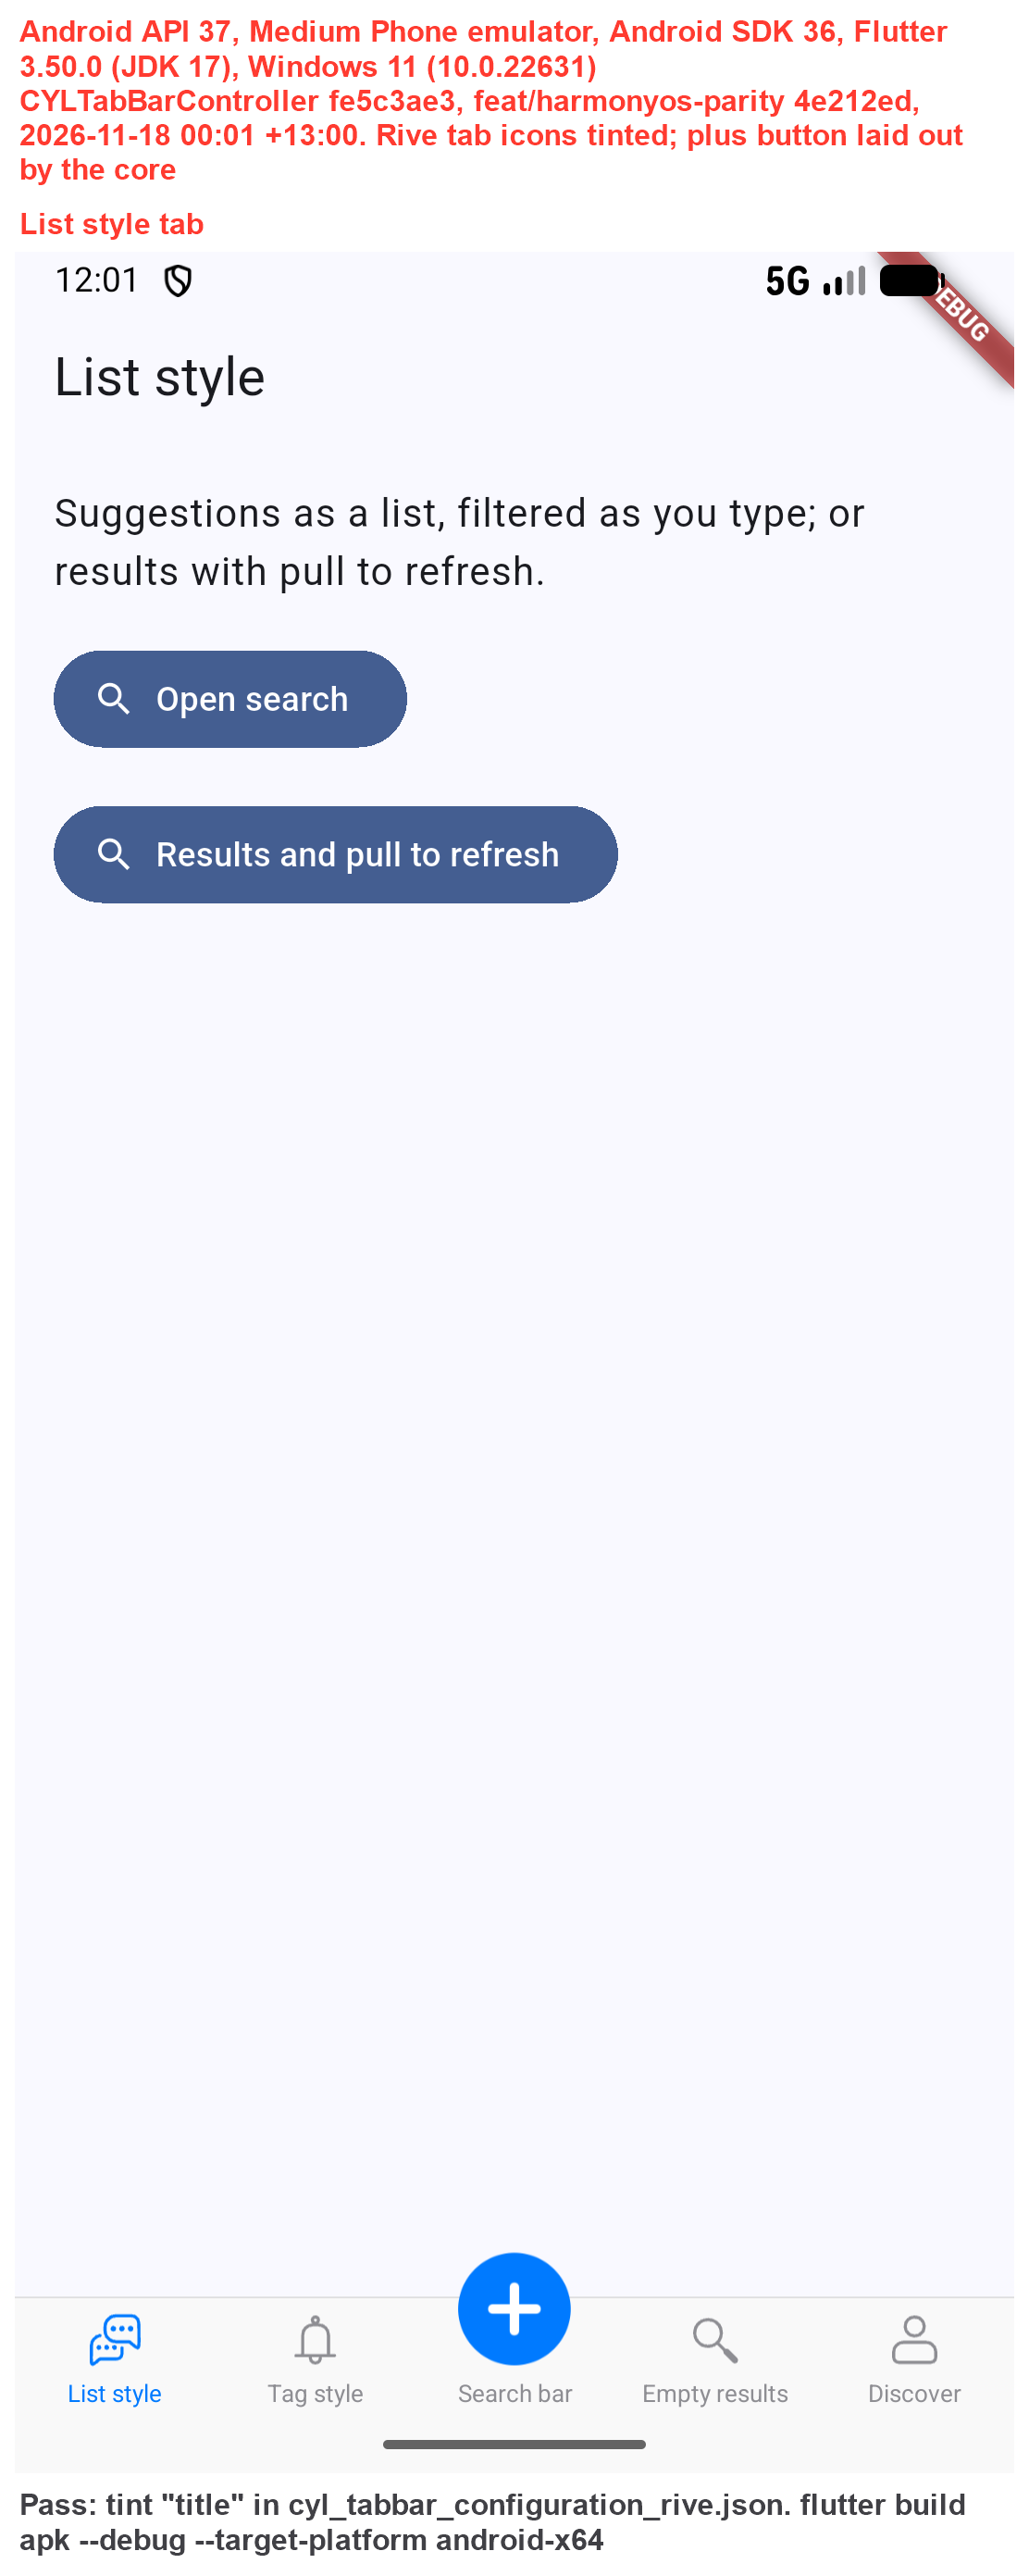 Android API 37, Medium Phone emulator, Android SDK 36, Flutter
3.50.0 (JDK 17), Windows 11 (10.0.22631)
CYLTabBarController fe5c3ae3, feat/harmonyos-parity 4e212ed,
2026-11-18 00:01 +13:00. Rive tab icons tinted; plus button laid out
by the core
List style tab
12:01 5G
EBUG
List style
Suggestions as a list, filtered as you type; or
results with pull to refresh.
Open search
Results and pull to refresh
List style Tag style Search bar Empty results Discover
Pass: tint "title" in cyl_tabbar_configuration_rive.json. flutter build
apk --debug --target-platform android-x64